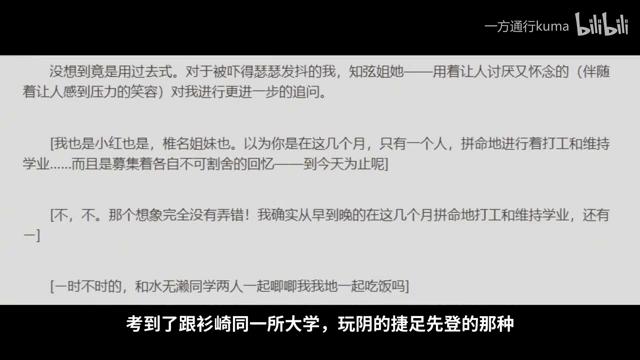 一方通行kuma bilibili
没想到竟是用过去式。对于被吓得瑟瑟发抖的我，知弦姐她——用着让人讨厌又怀念的（伴随
着让人感到压力的笑容）对我进行更进一步的追问。
[我也是小红也是，椎名姐妹也。以为你是在这几个月，只有一个人，拼命地进行着打工和维持
学业……而且是募集着各自不可割舍的回忆——到今天为止呢]
[不，不。那个想象完全没有弄错！我确实从早到晚的在这几个月拼命地打工和维持学业，还有
—]
[一时不时的，和水无濑同学两人一起唧唧我我地一起吃饭吗]
考到了跟衫崎同一所大学，玩阴的捷足先登的那种